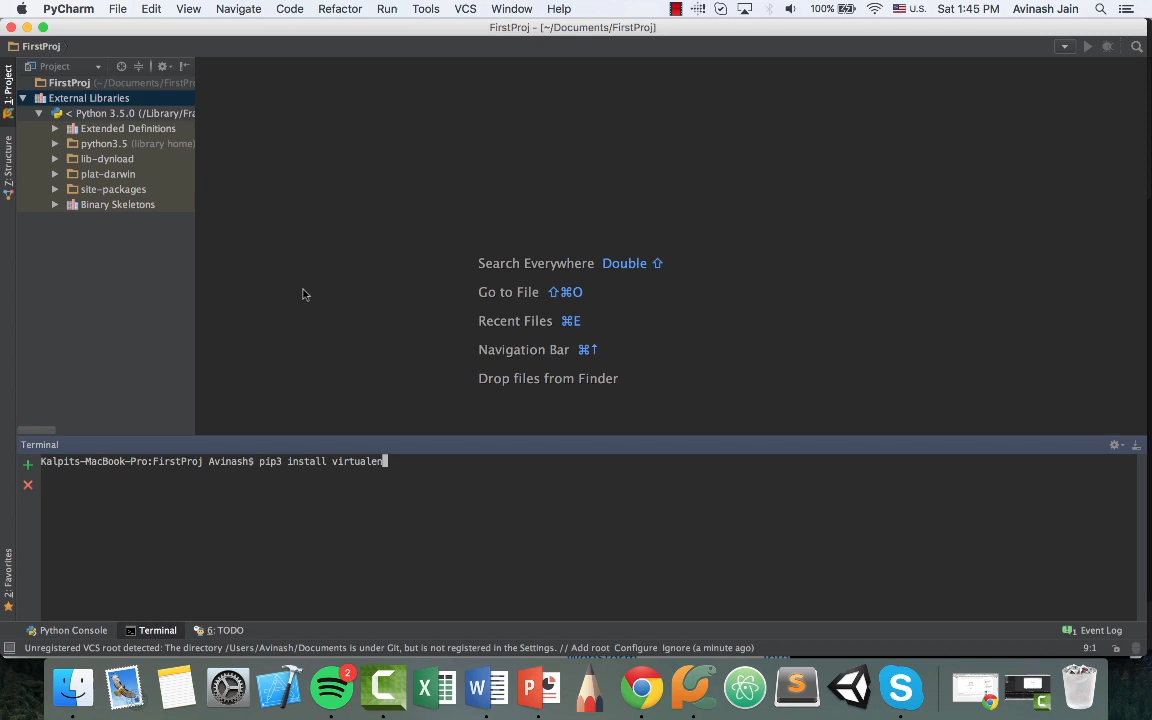 PyCharm File Edit View Navigate Code Refactor Run Tools VCS Window Help 100% U.S. Sat 1:45 PM Avinash Jain
FirstProj - [~/Documents/FirstProj]
FirstProj
Project
FirstProj (~/Documents/FirstPr
External Libraries
< Python 3.5.0 (/Library/Fra
Extended Definitions
python3.5 (library home)
lib-dynload
plat-darwin
site-packages
Binary Skeletons
1: Project
Z: Structure
2: Favorites
Search Everywhere Double ⇧
Go to File ⇧⌘O
Recent Files ⌘E
Navigation Bar ⌘↑
Drop files from Finder
Terminal
Kalpits-MacBook-Pro:FirstProj Avinash$ pip3 install virtualen
Python Console Terminal 6: TODO 1 Event Log
Unregistered VCS root detected: The directory /Users/Avinash/Documents is under Git, but is not registered in the Settings. // Add root Configure Ignore (a minute ago) 9:1
2